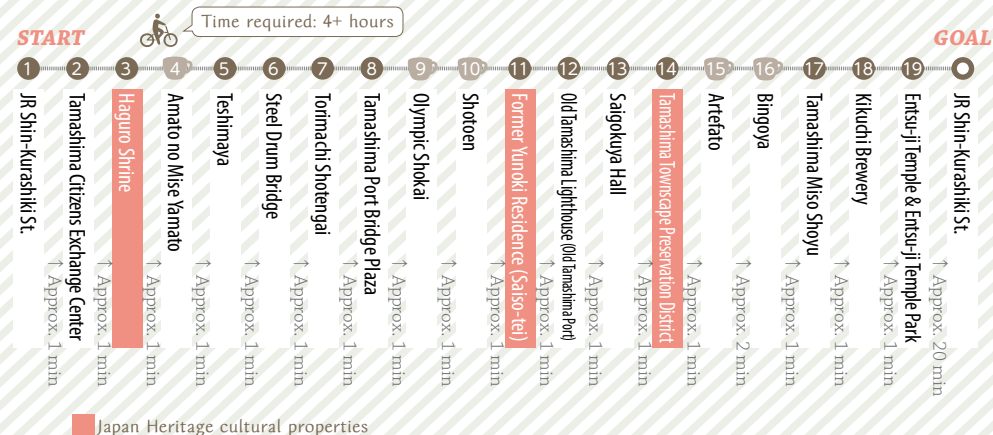 Time required: 4+ hours
START
GOAL
1
JR Shin-Kurashiki St.
↑ Approx. 1 min
2
Tamashima Citizens Exchange Center
↑ Approx. 1 min
3
Haguro Shrine
↑ Approx. 1 min
4
Amato no Mise Yamato
↑ Approx. 1 min
5
Teshimaya
↑ Approx. 1 min
6
Steel Drum Bridge
↑ Approx. 1 min
7
Torimachi Shotengai
↑ Approx. 1 min
8
Tamashima Port Bridge Plaza
↑ Approx. 1 min
9
Olympic Shokai
↑ Approx. 1 min
10
Shotoen
↑ Approx. 1 min
11
Former Yunoki Residence (Saiso-tei)
↑ Approx. 1 min
12
Old Tamashima Lighthouse (Old Tamashima Port)
↑ Approx. 1 min
13
Saigokuya Hall
↑ Approx. 1 min
14
Tamashima Townscape Preservation District
↑ Approx. 1 min
15
Artefato
↑ Approx. 2 min
16
Bingoya
↑ Approx. 1 min
17
Tamashima Miso Shoyu
↑ Approx. 1 min
18
Kikuchi Brewery
↑ Approx. 1 min
19
Entsu-ji Temple & Entsu-ji Temple Park
↑ Approx. 20 min
JR Shin-Kurashiki St.
Japan Heritage cultural properties